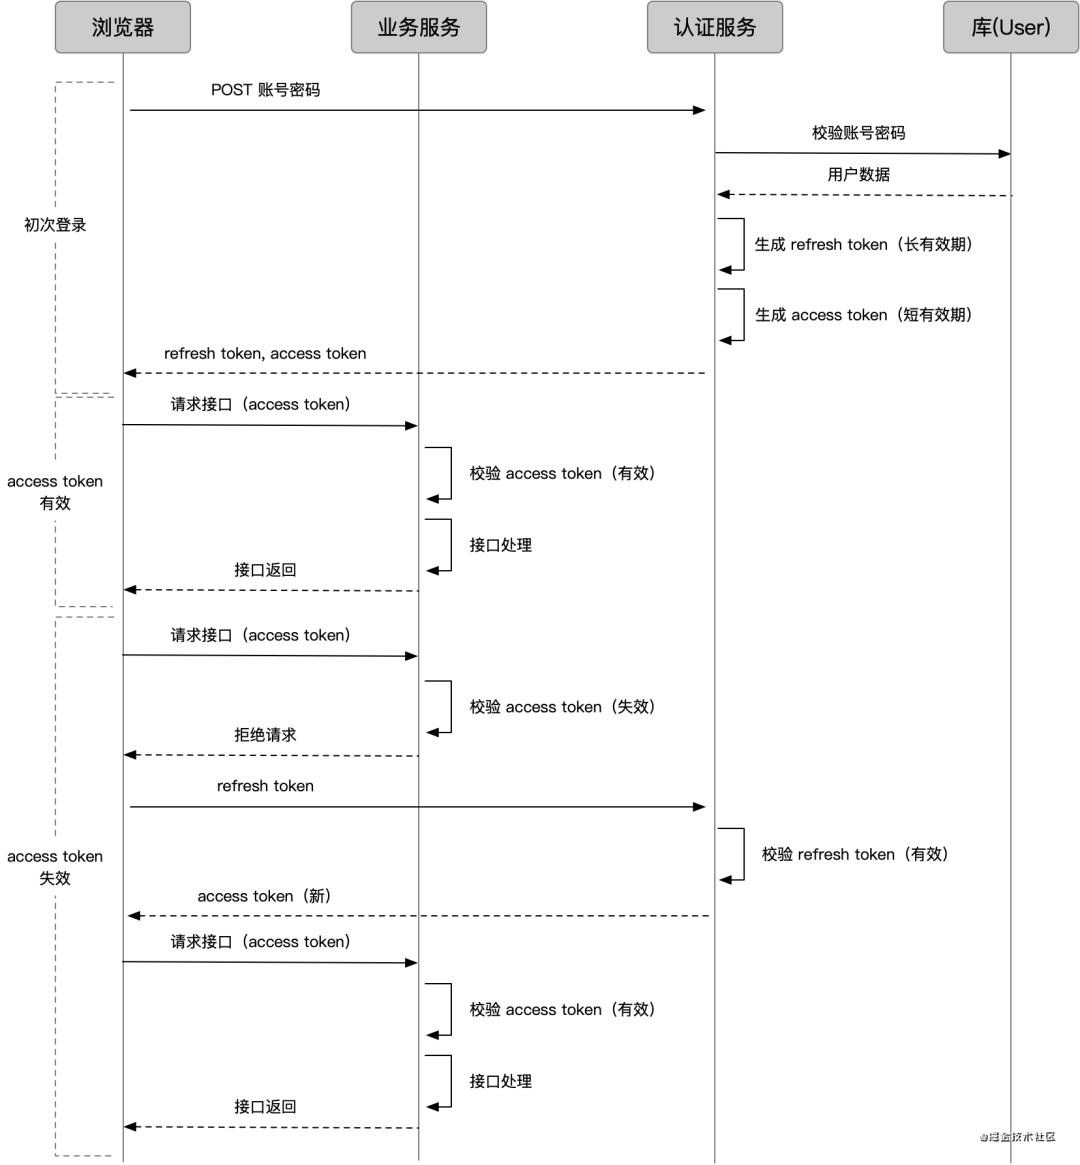 浏览器
业务服务
认证服务
库(User)
POST 账号密码
校验账号密码
用户数据
初次登录
生成 refresh token（长有效期）
生成 access token（短有效期）
refresh token, access token
请求接口（access token）
access token
有效
校验 access token（有效）
接口处理
接口返回
请求接口（access token）
校验 access token（失效）
拒绝请求
refresh token
access token
失效
校验 refresh token（有效）
access token（新）
请求接口（access token）
校验 access token（有效）
接口处理
接口返回
@掘金技术社区